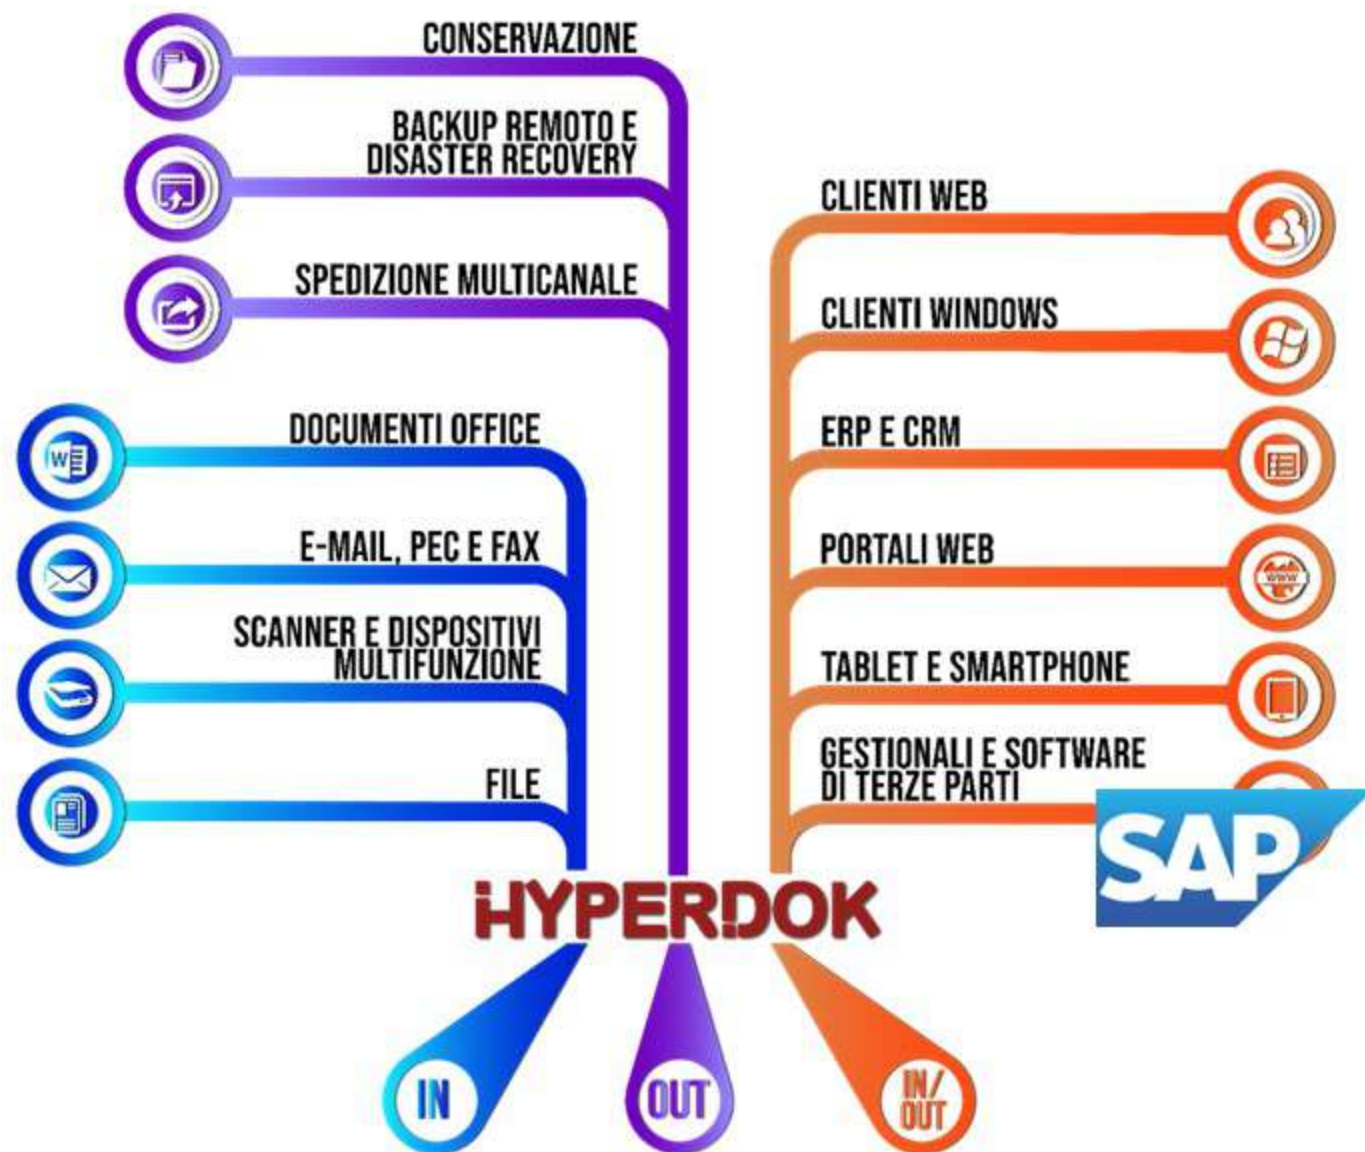 CONSERVAZIONE
BACKUP REMOTO E
DISASTER RECOVERY
SPEDIZIONE MULTICANALE
DOCUMENTI OFFICE
W
E-MAIL, PEC E FAX
SCANNER E DISPOSITIVI
MULTIFUNZIONE
FILE
CLIENTI WEB
CLIENTI WINDOWS
ERP E CRM
PORTALI WEB
WWW
TABLET E SMARTPHONE
GESTIONALI E SOFTWARE
DI TERZE PARTI
SAP
HYPERDOK
IN
OUT
IN/
OUT